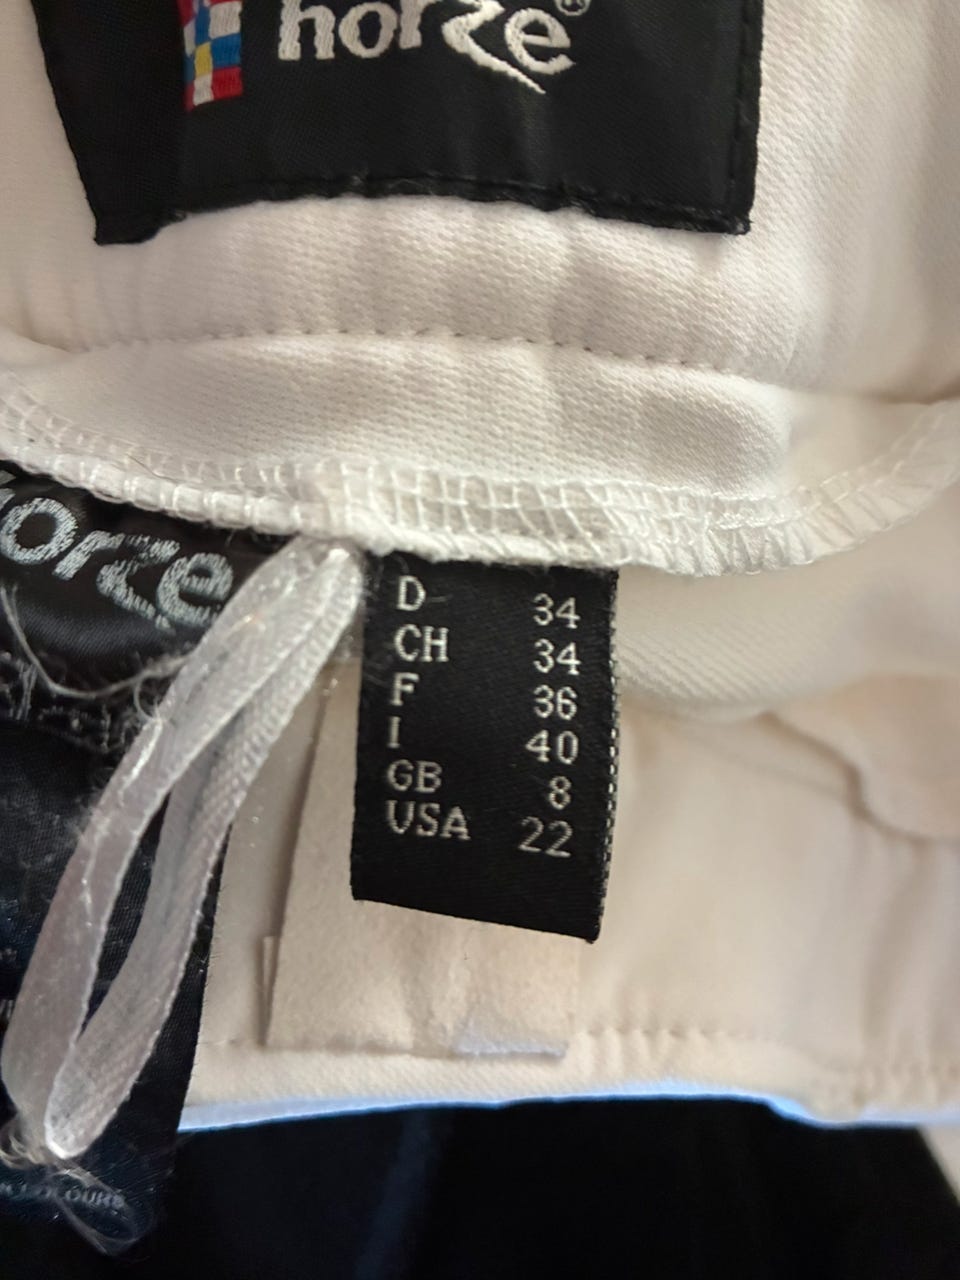 horze®
horze
D 34
CH 34
F 36
I 40
GB 8
USA 22